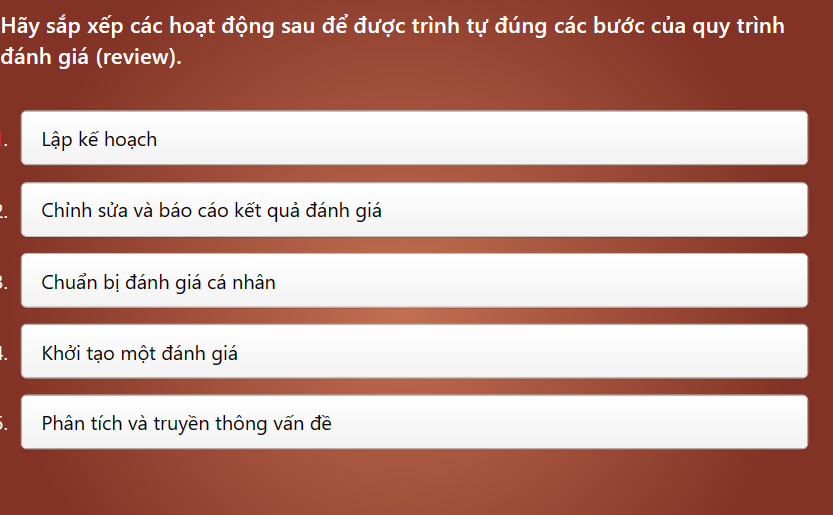 Hãy sắp xếp các hoạt động sau để được trình tự đúng các bước của quy trình
đánh giá (review).
1. Lập kế hoạch
2. Chỉnh sửa và báo cáo kết quả đánh giá
3. Chuẩn bị đánh giá cá nhân
4. Khởi tạo một đánh giá
5. Phân tích và truyền thông vấn đề